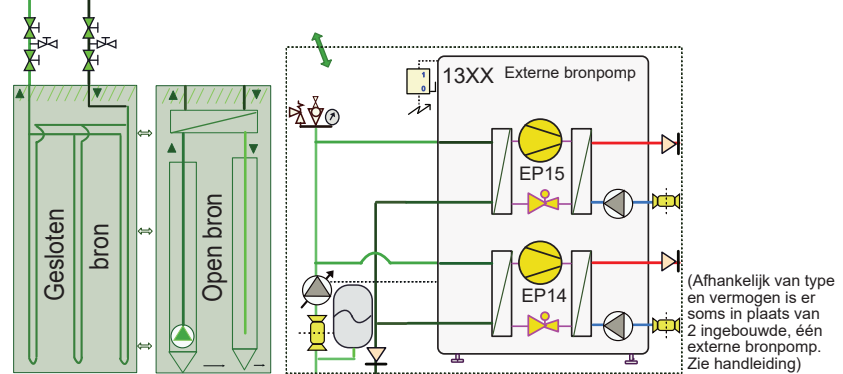 Gesloten
bron
Open bron
1
0
13XX Externe bronpomp
EP15
EP14
(Afhankelijk van type
en vermogen is er
soms in plaats van
2 ingebouwde, één
externe bronpomp.
Zie handleiding)